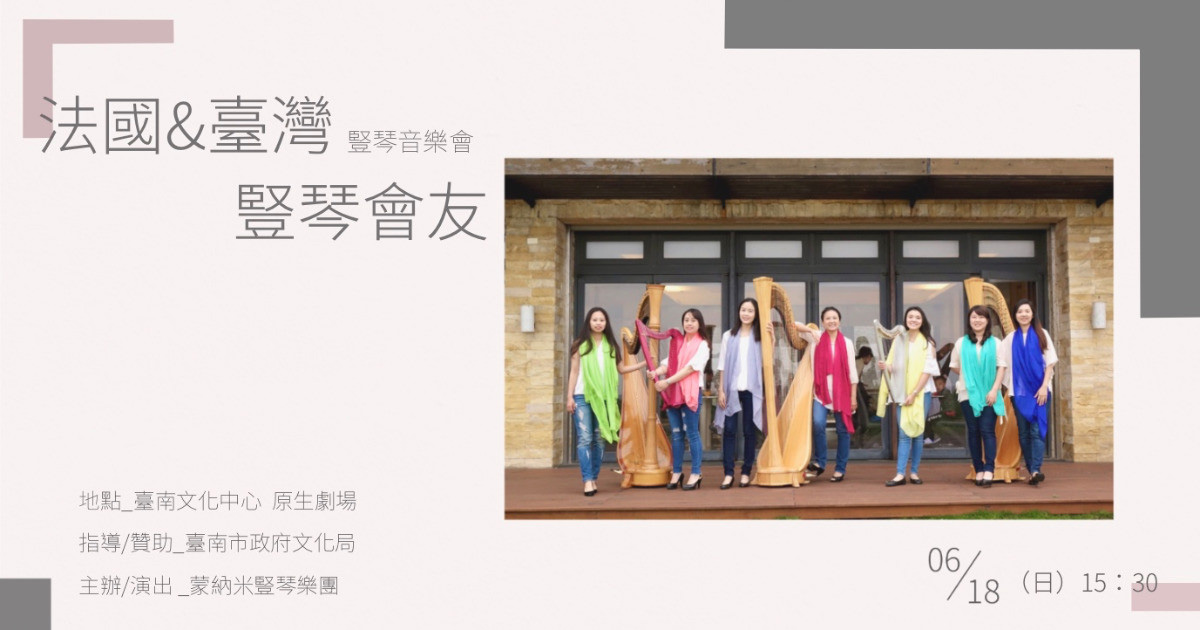 法國&臺灣 豎琴音樂會
豎琴會友
地點_臺南文化中心 原生劇場
指導/贊助_臺南市政府文化局
主辦/演出_蒙納米豎琴樂團
06/18（日）15：30